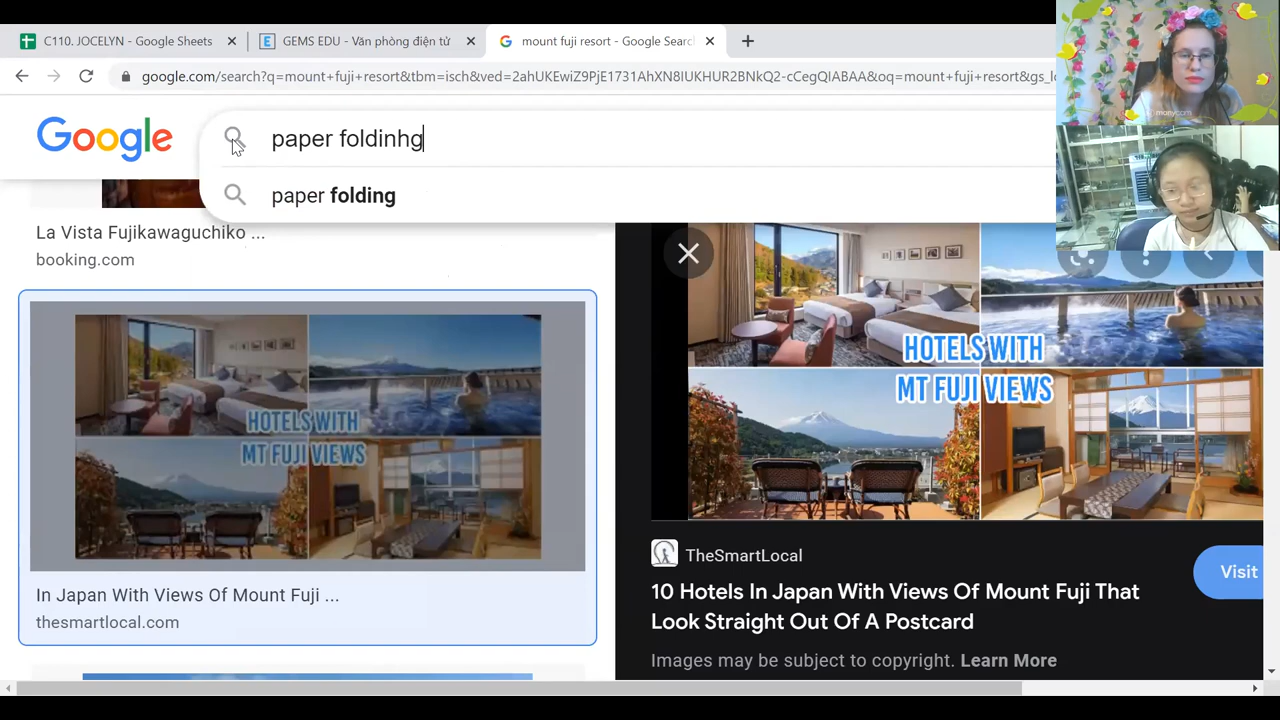 C110. JOCELYN - Google Sheets
GEMS EDU - Văn phòng điện tử
mount fuji resort - Google Searc
google.com/search?q=mount+fuji+resort&tbm=isch&ved=2ahUKEwiZ9PjE1731AhXN8IUKHUR2BNkQ2-cCegQIABAA&oq=mount+fuji+resort&gs_l
Google
paper foldinhg
paper folding
La Vista Fujikawaguchiko ...
booking.com
HOTELS WITH
MT FUJI VIEWS
In Japan With Views Of Mount Fuji ...
thesmartlocal.com
HOTELS WITH
MT FUJI VIEWS
TheSmartLocal
Visit
10 Hotels In Japan With Views Of Mount Fuji That
Look Straight Out Of A Postcard
Images may be subject to copyright. Learn More